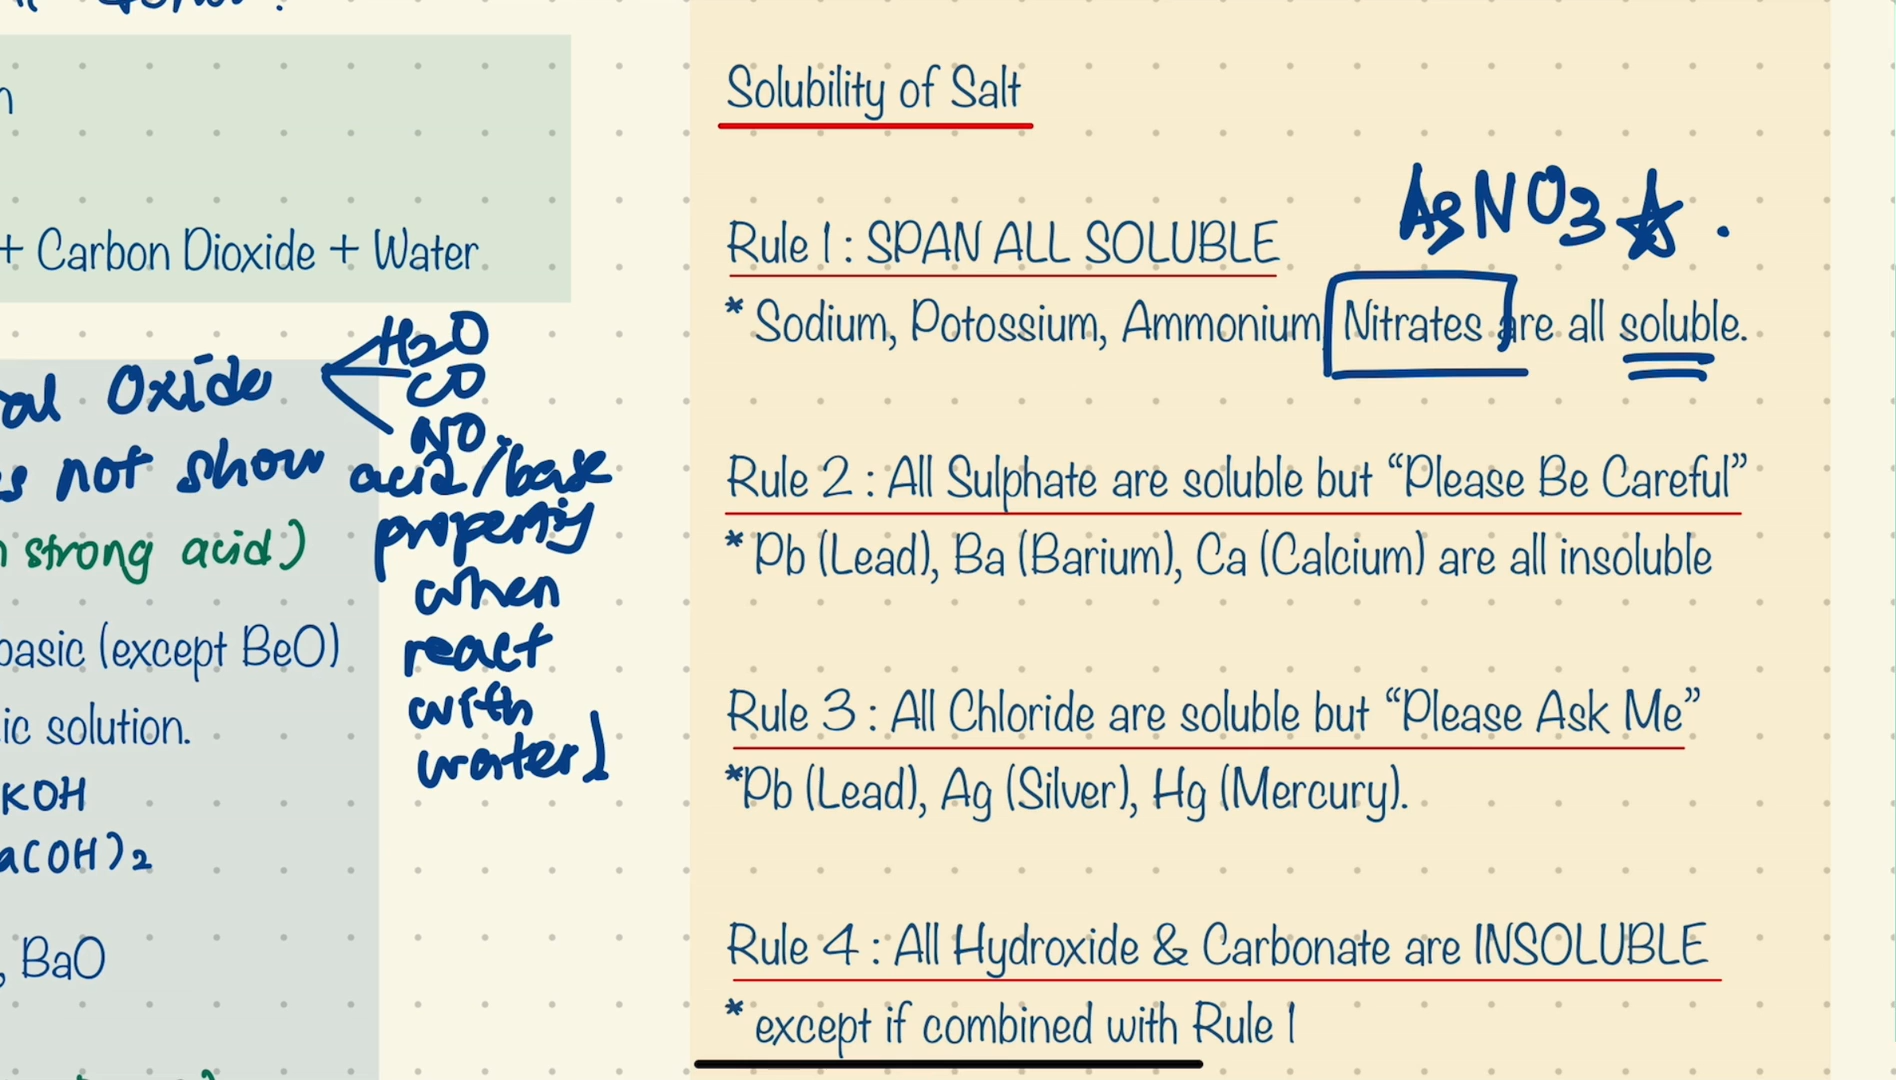 + Carbon Dioxide + Water
Oxide
H2O
CO
NO.
not show acid/base
property
when
react
with
water)
strong acid)
basic (except BeO)
ic solution.
KOH
a(OH)2
, BaO
Solubility of Salt
AgNO3 ☆.
Rule 1 : SPAN ALL SOLUBLE
* Sodium, Potossium, Ammonium, Nitrates are all soluble.
Rule 2 : All Sulphate are soluble but “Please Be Careful”
* Pb (Lead), Ba (Barium), Ca (Calcium) are all insoluble
Rule 3 : All Chloride are soluble but “Please Ask Me”
*Pb (Lead), Ag (Silver), Hg (Mercury).
Rule 4 : All Hydroxide & Carbonate are INSOLUBLE
* except if combined with Rule 1